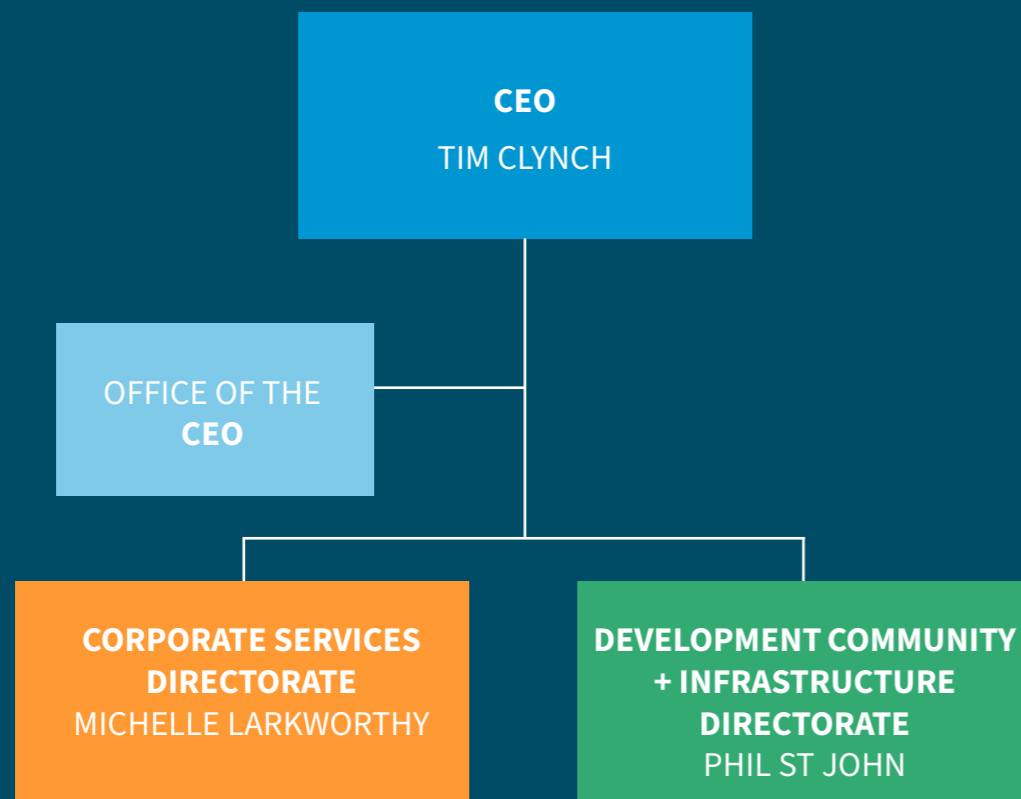 CEO
TIM CLYNCH
OFFICE OF THE
CEO
CORPORATE SERVICES
DIRECTORATE
MICHELLE LARKWORTHY
DEVELOPMENT COMMUNITY
+ INFRASTRUCTURE
DIRECTORATE
PHIL ST JOHN